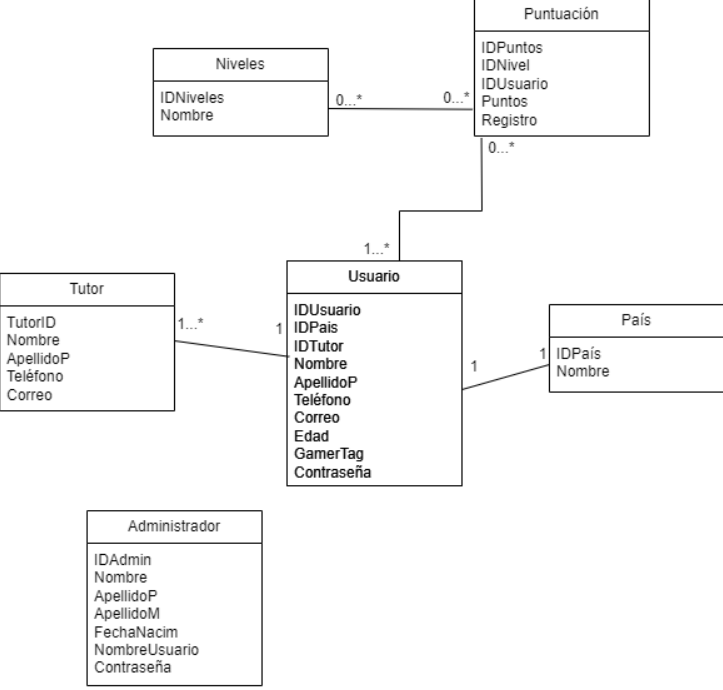 Puntuación
IDPuntos
IDNivel
IDUsuario
Puntos
Registro
Niveles
IDNiveles
Nombre
0...*
0...*
0...*
1...*
Usuario
IDUsuario
IDPais
IDTutor
Nombre
ApellidoP
Teléfono
Correo
Edad
GamerTag
Contraseña
Tutor
TutorID
Nombre
ApellidoP
Teléfono
Correo
1...*
1
País
IDPaís
Nombre
1
1
Administrador
IDAdmin
Nombre
ApellidoP
ApellidoM
FechaNacim
NombreUsuario
Contraseña